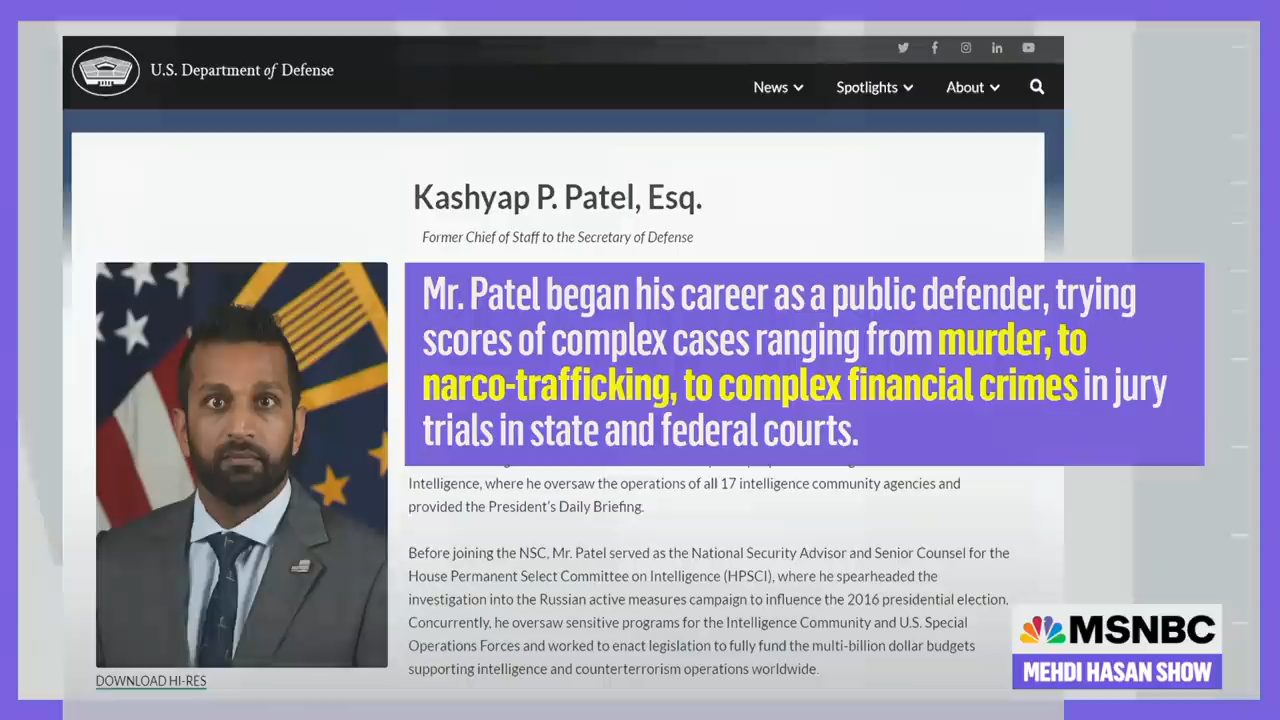 U.S. Department of Defense
News
Spotlights
About
Kashyap P. Patel, Esq.
Former Chief of Staff to the Secretary of Defense
Mr. Patel began his career as a public defender, trying
scores of complex cases ranging from murder, to
narco-trafficking, to complex financial crimes in jury
trials in state and federal courts.
Intelligence, where he oversaw the operations of all 17 intelligence community agencies and
provided the President's Daily Briefing.
Before joining the NSC, Mr. Patel served as the National Security Advisor and Senior Counsel for the
House Permanent Select Committee on Intelligence (HPSCI), where he spearheaded the
investigation into the Russian active measures campaign to influence the 2016 presidential election.
Concurrently, he oversaw sensitive programs for the Intelligence Community and U.S. Special
Operations Forces and worked to enact legislation to fully fund the multi-billion dollar budgets
supporting intelligence and counterterrorism operations worldwide.
DOWNLOAD HI-RES
MSNBC
MEHDI HASAN SHOW